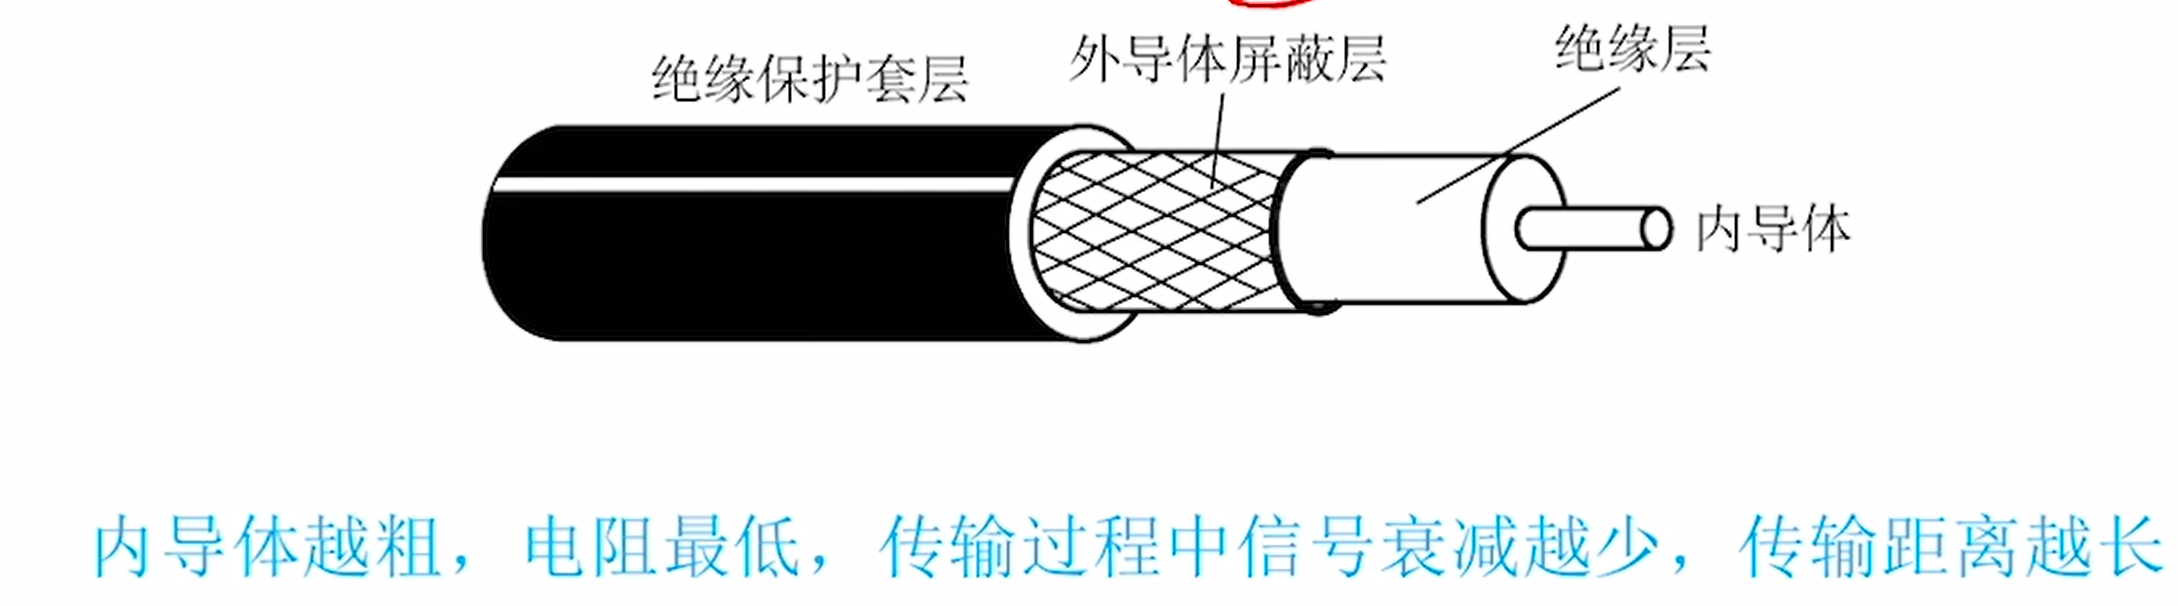 绝缘保护套层
外导体屏蔽层
绝缘层
内导体
内导体越粗，电阻最低，传输过程中信号衰减越少，传输距离越长